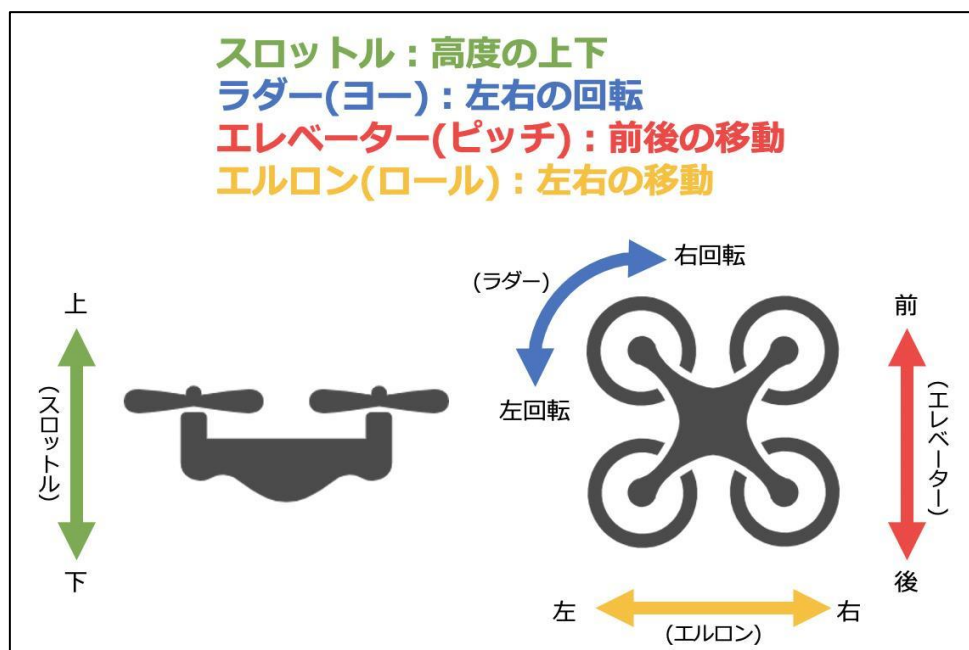 スロットル：高度の上下
ラダー(ヨー)：左右の回転
エレベーター(ピッチ)：前後の移動
エルロン(ロール)：左右の移動
上
(スロットル)
下
(ラダー)
右回転
左回転
前
(エレベーター)
後
左
右
(エルロン)